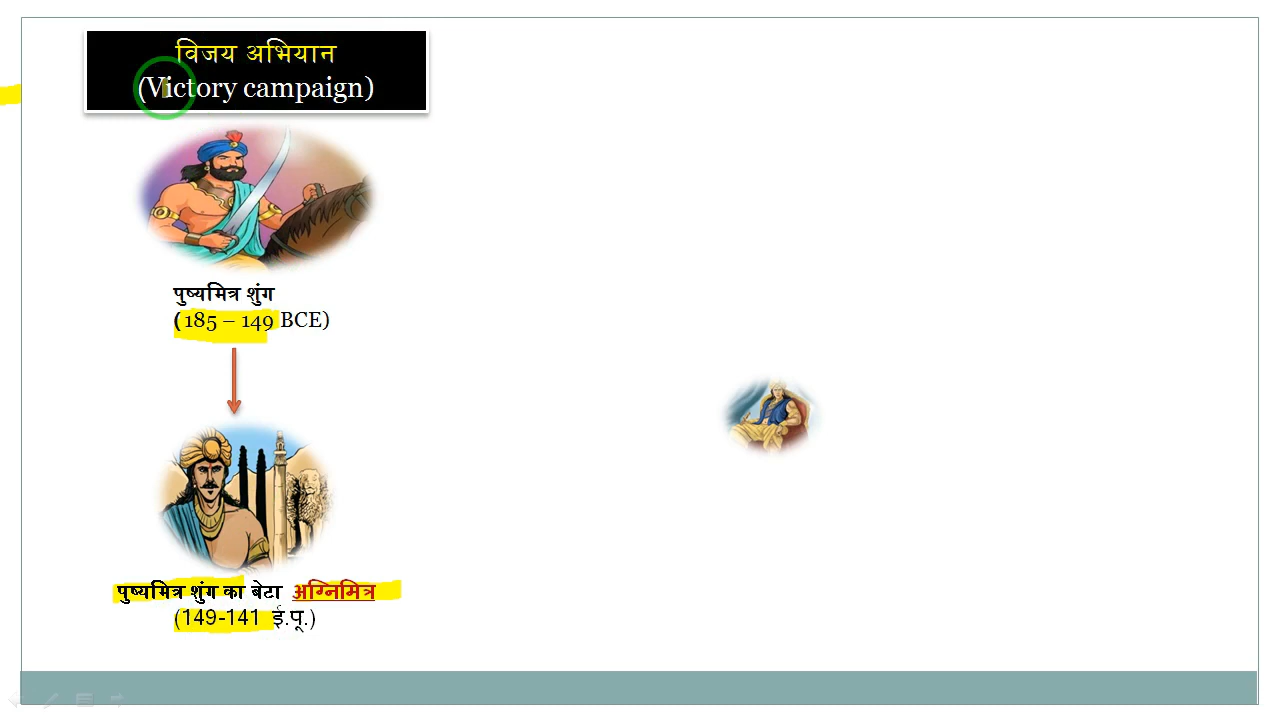 विजय अभियान
(Victory campaign)
पुष्यमित्र शुंग
(185 – 149 BCE)
पुष्यमित्र शुंग का बेटा अग्निमित्र
(149-141 ई.पू.)